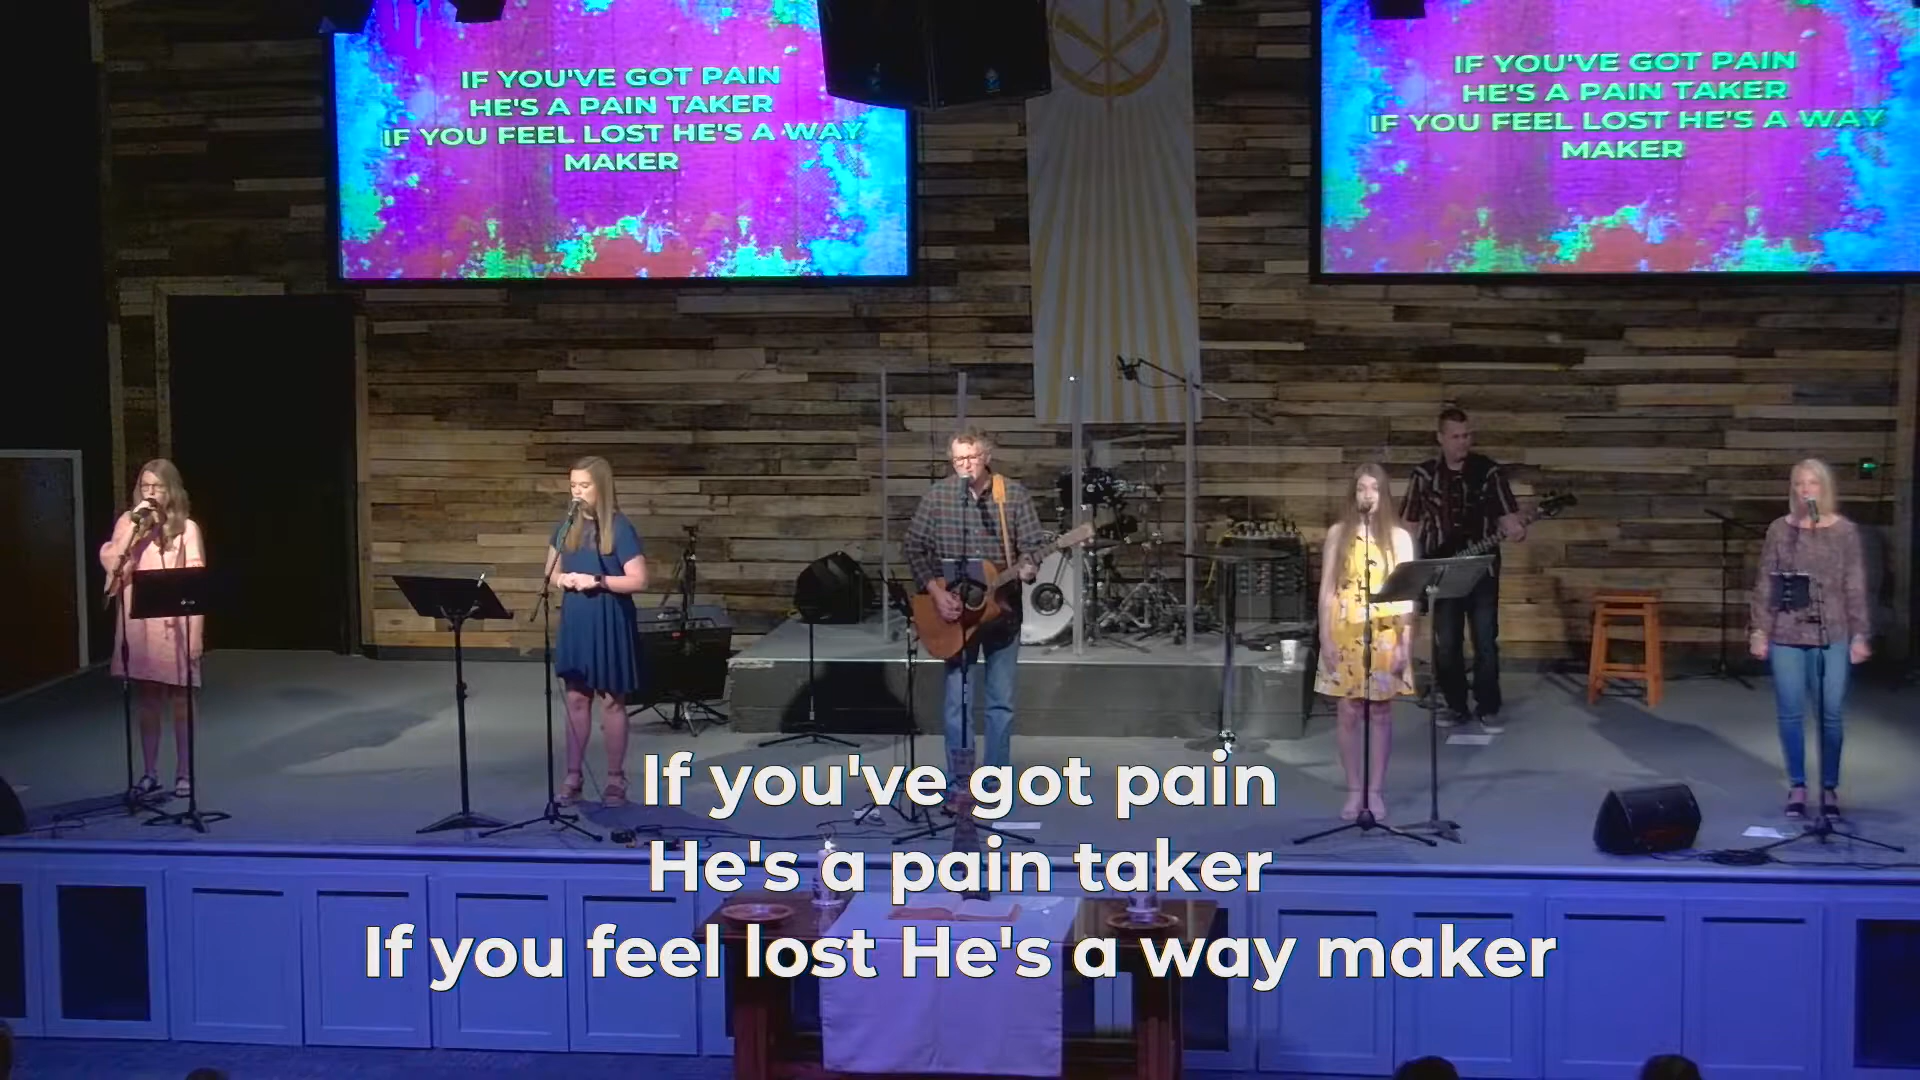 IF YOU'VE GOT PAIN
HE'S A PAIN TAKER
IF YOU FEEL LOST HE'S A WAY
MAKER
IF YOU'VE GOT PAIN
HE'S A PAIN TAKER
IF YOU FEEL LOST HE'S A WAY
MAKER
If you've got pain
He's a pain taker
If you feel lost He's a way maker